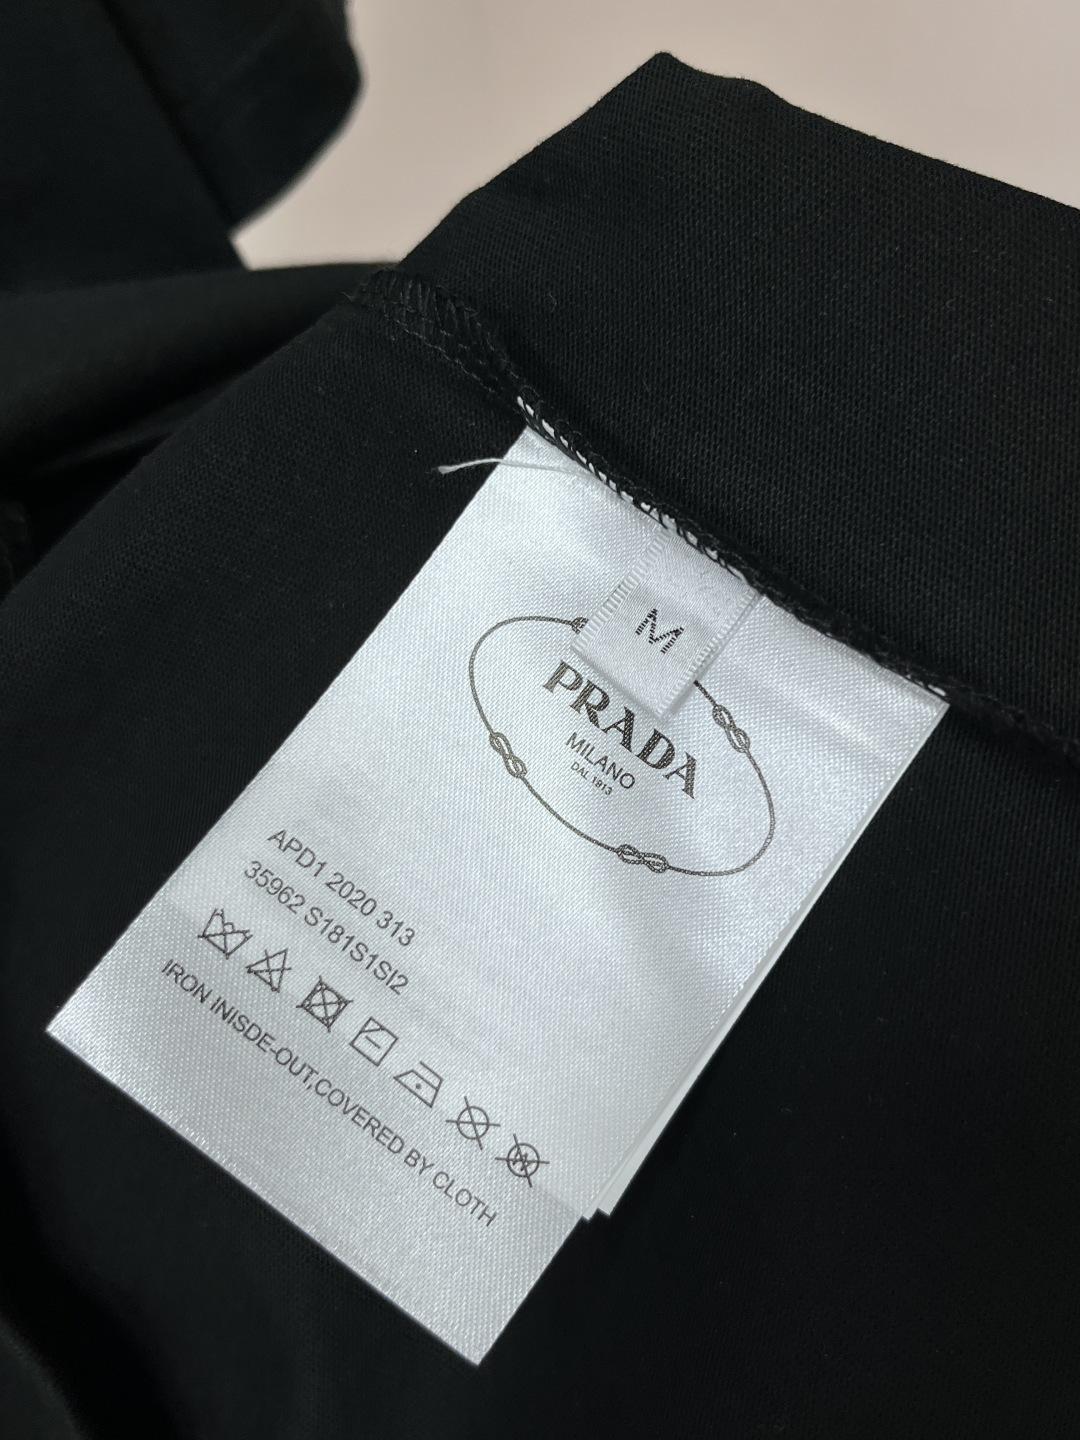 M
PRADA
MILANO
DAL 1913
APD1 2020 313
35962 S181S1SI2
IRON INISDE-OUT,COVERED BY CLOTH